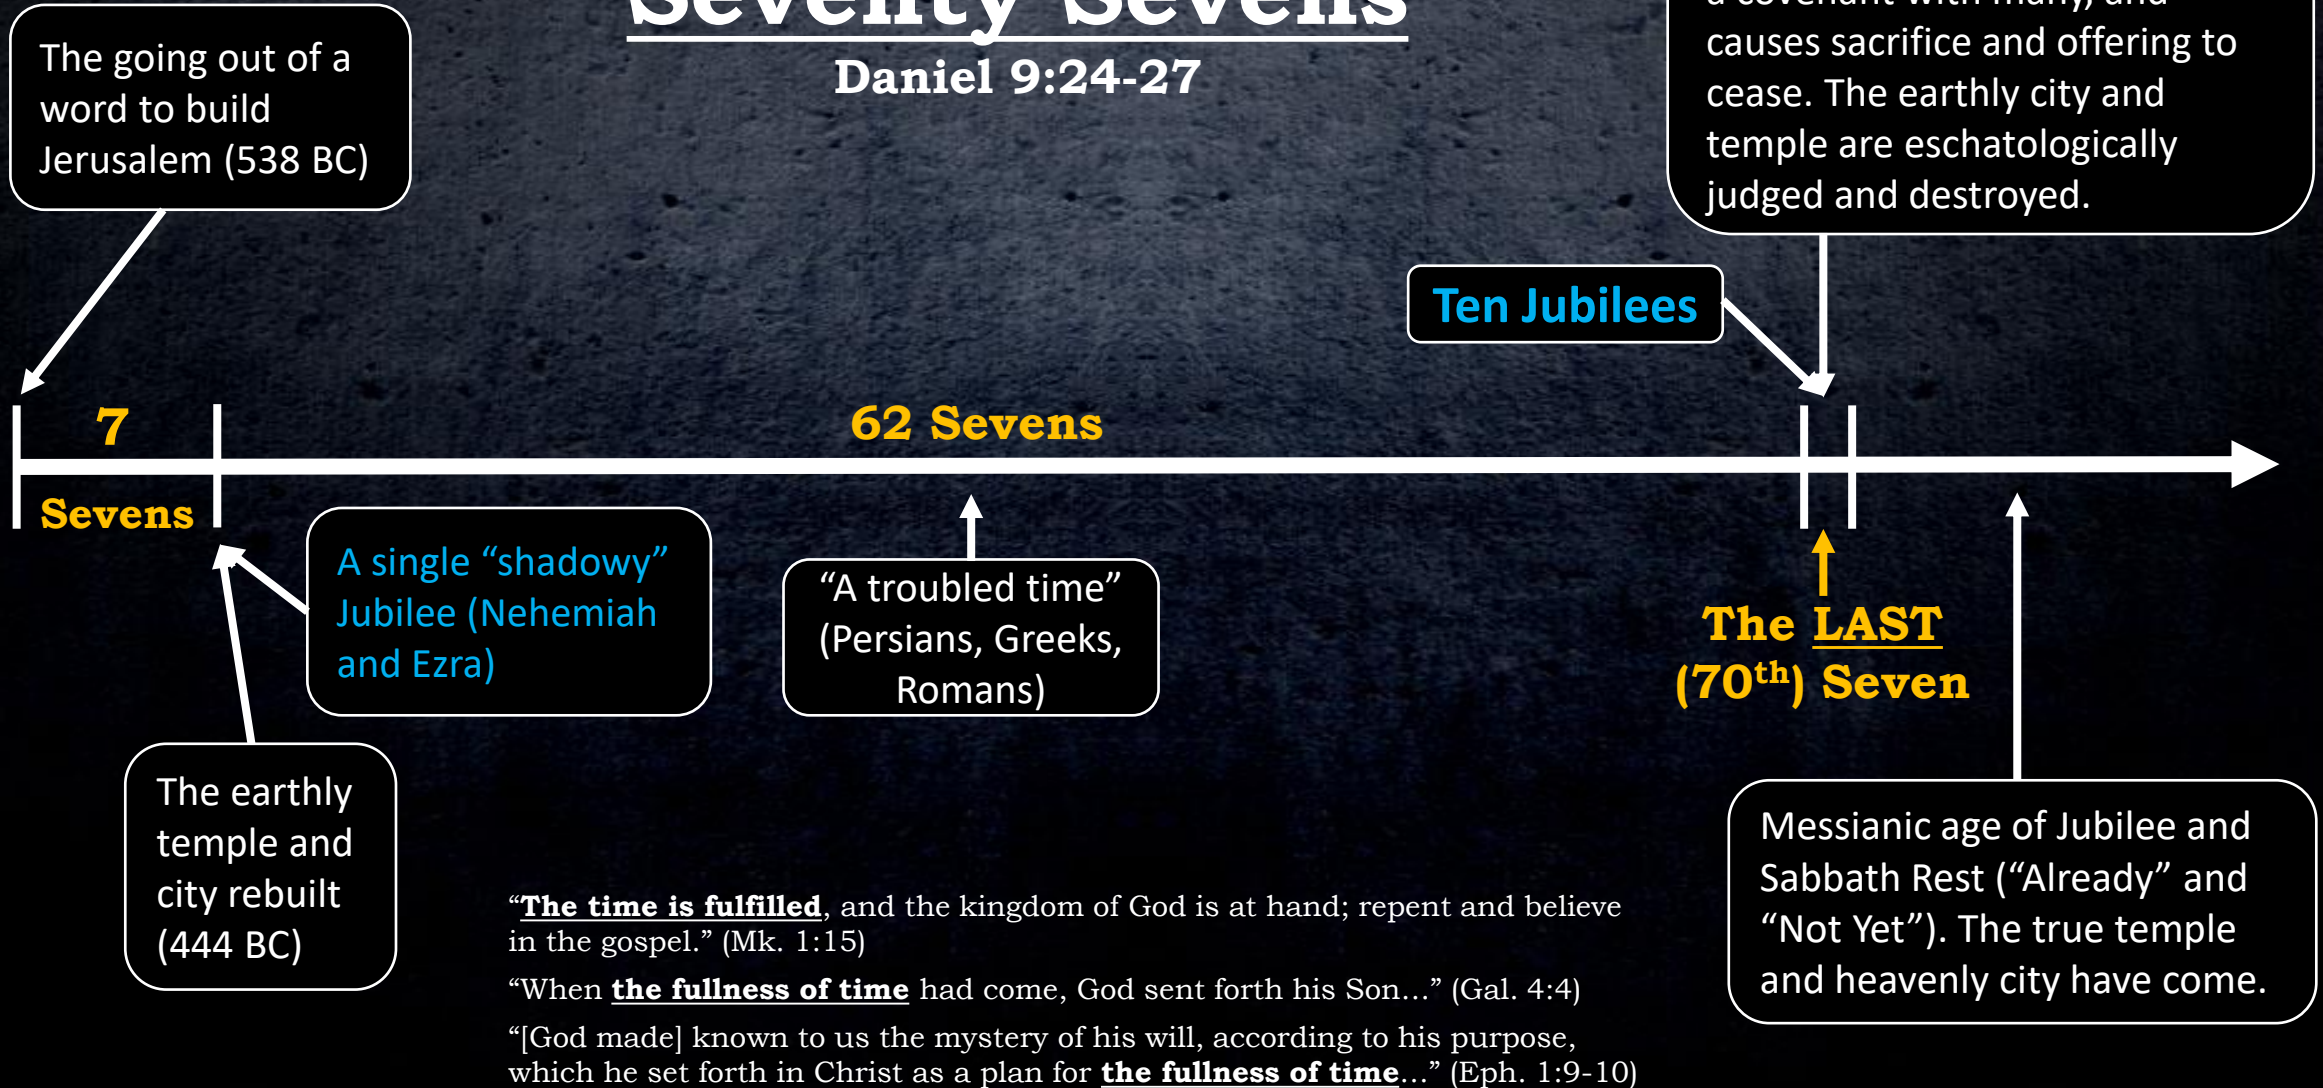 Seventy Sevens
Daniel 9:24-27
The going out of a
word to build
Jerusalem (538 BC)
a covenant with many, and
causes sacrifice and offering to
cease. The earthly city and
temple are eschatologically
judged and destroyed.
Ten Jubilees
7
Sevens
62 Sevens
A single “shadowy”
Jubilee (Nehemiah
and Ezra)
“A troubled time”
(Persians, Greeks,
Romans)
The LAST
(70th) Seven
The earthly
temple and
city rebuilt
(444 BC)
Messianic age of Jubilee and
Sabbath Rest (“Already” and
“Not Yet”). The true temple
and heavenly city have come.
“The time is fulfilled, and the kingdom of God is at hand; repent and believe
in the gospel.” (Mk. 1:15)
“When the fullness of time had come, God sent forth his Son…” (Gal. 4:4)
“[God made] known to us the mystery of his will, according to his purpose,
which he set forth in Christ as a plan for the fullness of time…” (Eph. 1:9-10)